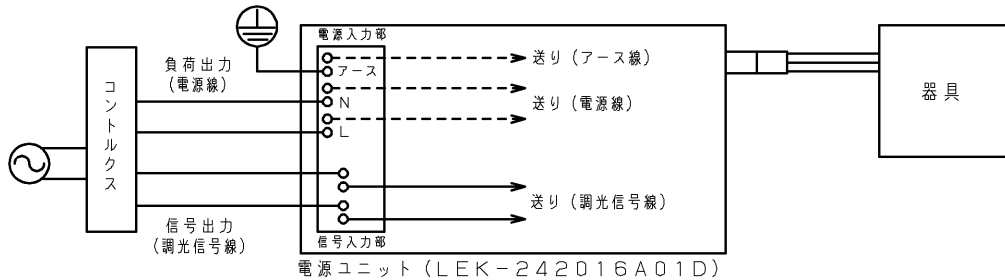 電源入力部
アース
N
L
信号入力部
負荷出力
(電源線)
コントルクス
信号出力
(調光信号線)
送り(アース線)
送り(電源線)
送り(調光信号線)
器具
電源ユニット(LEK-242016A01D)